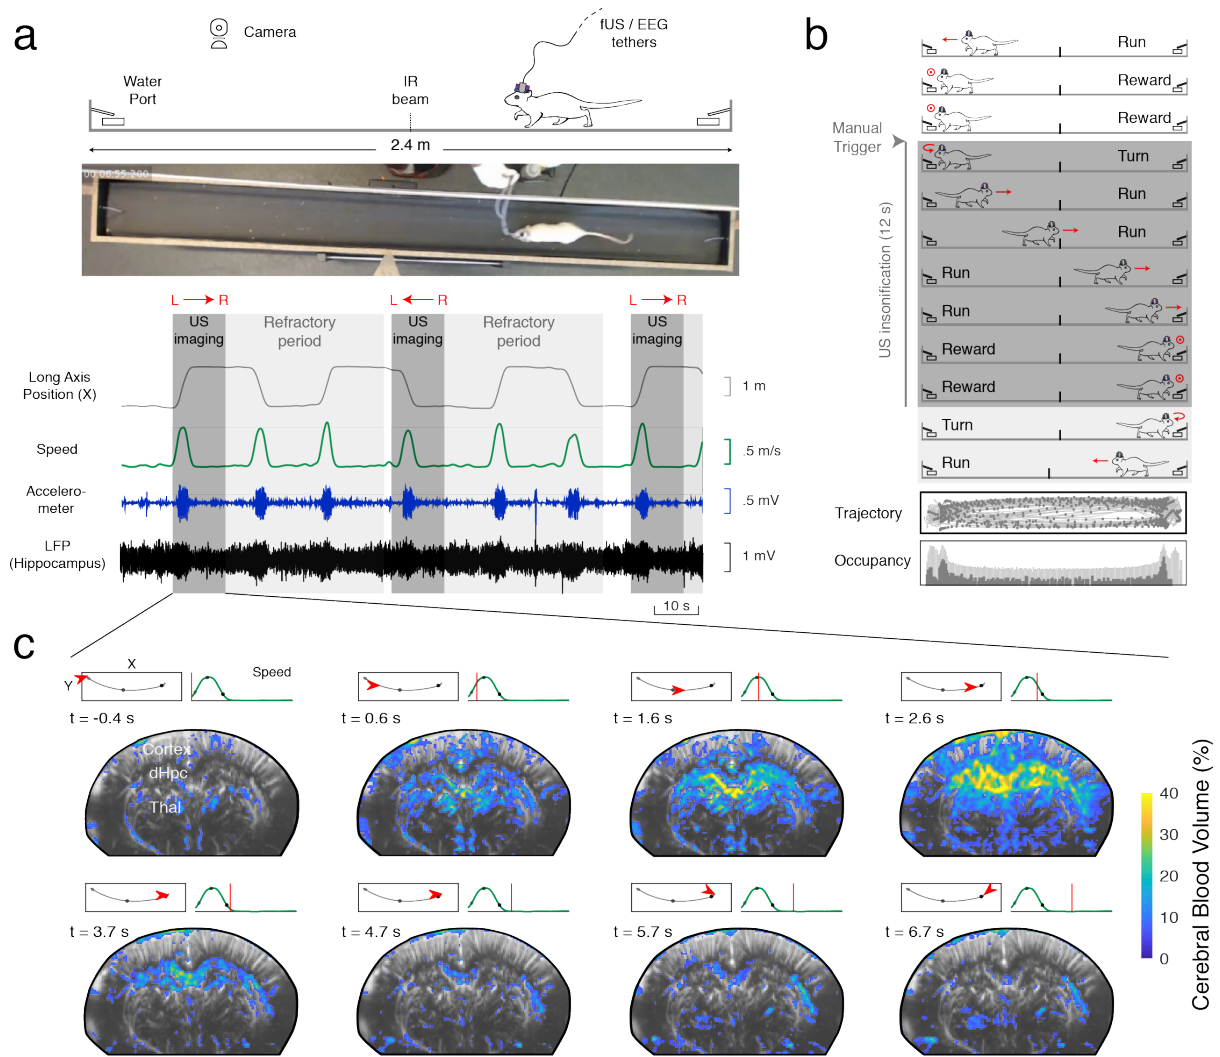 a
Camera
fUS / EEG
tethers
Water
Port
IR
beam
2.4 m
00:06:55:200
L R
L R
L R
US
imaging
Refractory
period
US
imaging
Refractory
period
US
imaging
Long Axis
Position (X)
1 m
Speed
.5 m/s
Accelero-
meter
.5 mV
LFP
(Hippocampus)
1 mV
10 s
b
Run
Reward
Reward
Manual
Trigger
Turn
Run
Run
US insonification (12 s)
Run
Run
Reward
Reward
Turn
Run
Trajectory
Occupancy
c
X
Y
Speed
t = -0.4 s
t = 0.6 s
t = 1.6 s
t = 2.6 s
Cortex
dHpc
Thal
t = 3.7 s
t = 4.7 s
t = 5.7 s
t = 6.7 s
40
30
20
10
0
Cerebral Blood Volume (%)